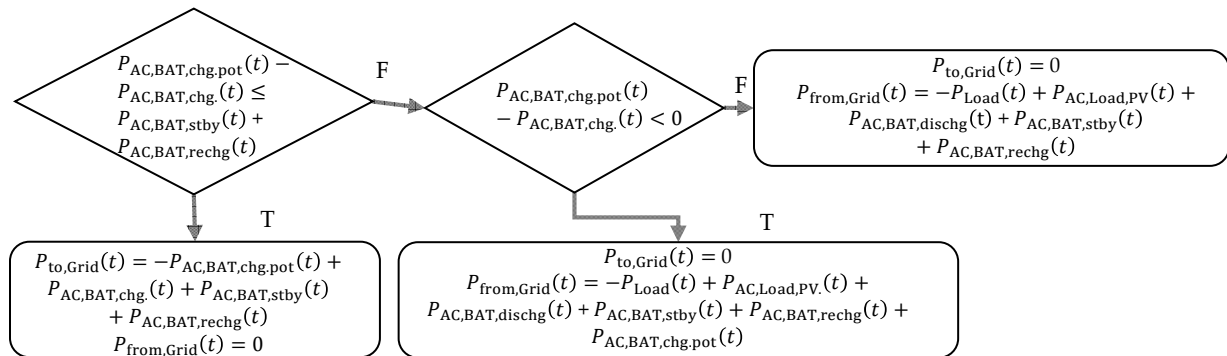 P_AC,BAT,chg.pot(t) −
P_AC,BAT,chg.(t) ≤
P_AC,BAT,stby(t) +
P_AC,BAT,rechg(t)
F
P_AC,BAT,chg.pot(t)
− P_AC,BAT,chg.(t) < 0
F
P_to,Grid(t) = 0
P_from,Grid(t) = −P_Load(t) + P_AC,Load,PV(t) +
P_AC,BAT,dischg(t) + P_AC,BAT,stby(t)
+ P_AC,BAT,rechg(t)
T
P_to,Grid(t) = −P_AC,BAT,chg.pot(t) +
P_AC,BAT,chg.(t) + P_AC,BAT,stby(t)
+ P_AC,BAT,rechg(t)
P_from,Grid(t) = 0
T
P_to,Grid(t) = 0
P_from,Grid(t) = −P_Load(t) + P_AC,Load,PV.(t) +
P_AC,BAT,dischg(t) + P_AC,BAT,stby(t) + P_AC,BAT,rechg(t) +
P_AC,BAT,chg.pot(t)